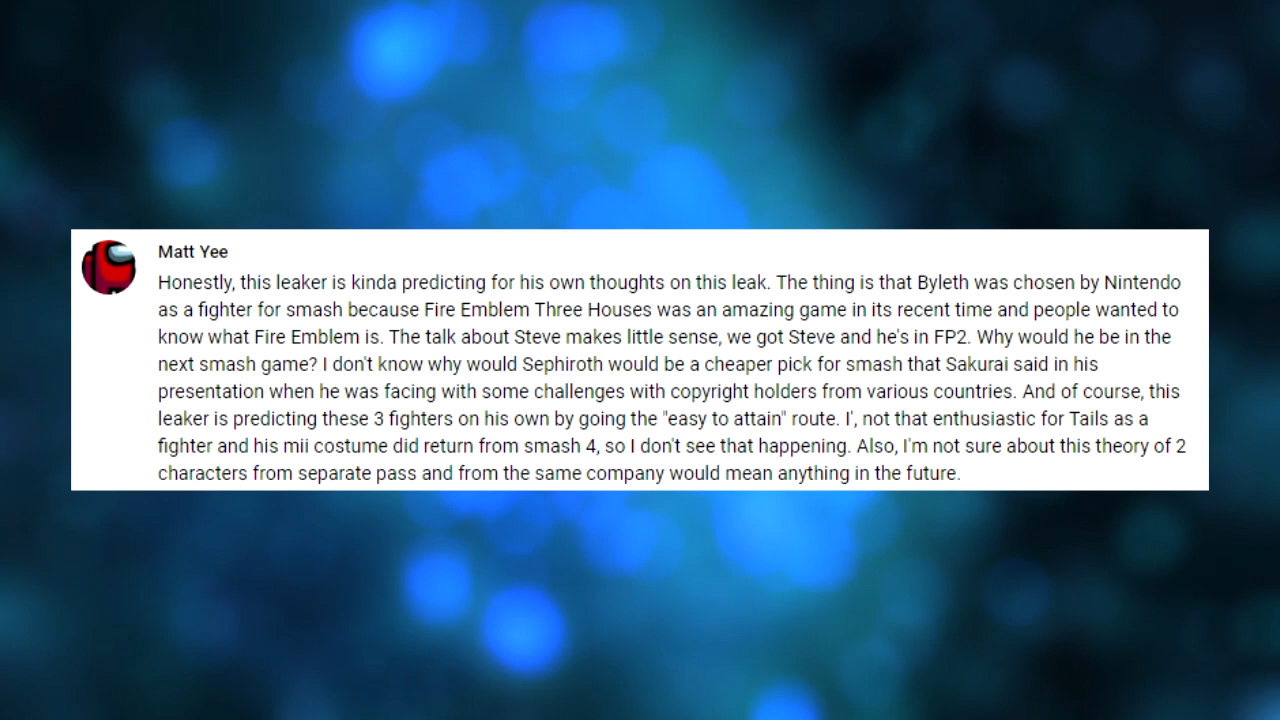 Matt Yee
Honestly, this leaker is kinda predicting for his own thoughts on this leak. The thing is that Byleth was chosen by Nintendo
as a fighter for smash because Fire Emblem Three Houses was an amazing game in its recent time and people wanted to
know what Fire Emblem is. The talk about Steve makes little sense, we got Steve and he's in FP2. Why would he be in the
next smash game? I don't know why would Sephiroth would be a cheaper pick for smash that Sakurai said in his
presentation when he was facing with some challenges with copyright holders from various countries. And of course, this
leaker is predicting these 3 fighters on his own by going the "easy to attain" route. I', not that enthusiastic for Tails as a
fighter and his mii costume did return from smash 4, so I don't see that happening. Also, I'm not sure about this theory of 2
characters from separate pass and from the same company would mean anything in the future.